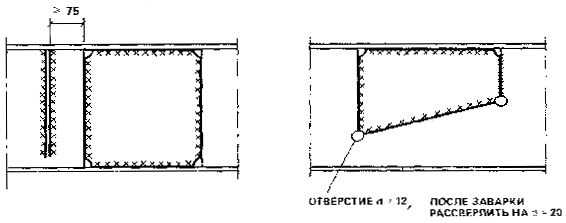 ≥ 75
ОТВЕРСТИЕ d = 12, ПОСЛЕ ЗАВАРКИ
РАССВЕРЛИТЬ НА d = 20